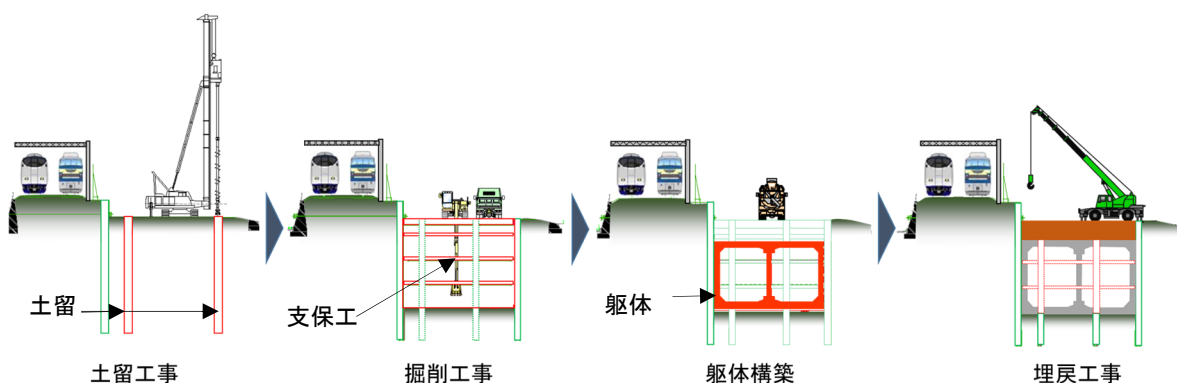 土留
支保工
躯体
土留工事
掘削工事
躯体構築
埋戻工事